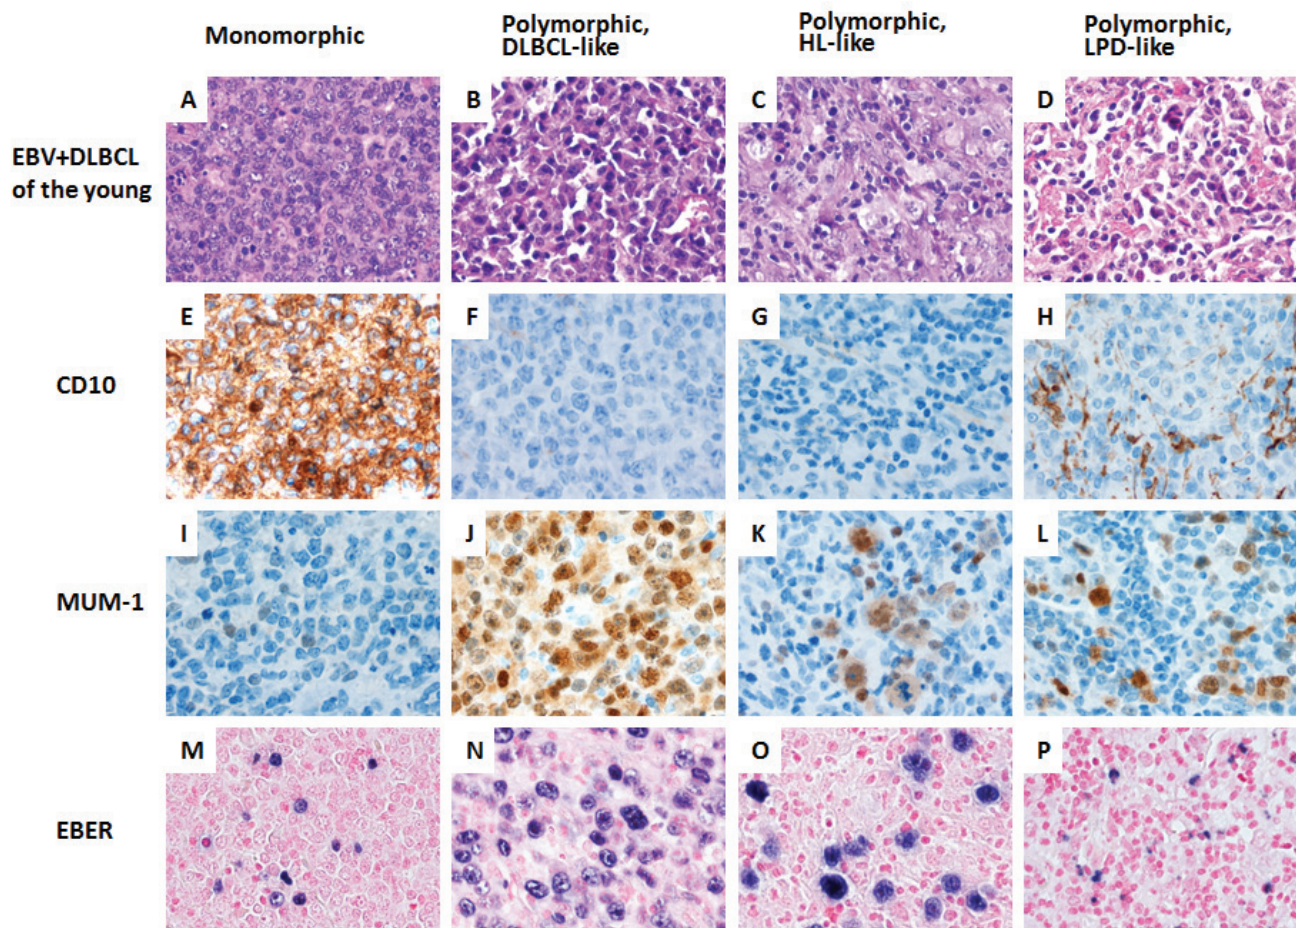 Monomorphic
Polymorphic,
DLBCL-like
Polymorphic,
HL-like
Polymorphic,
LPD-like
EBV+DLBCL
of the young
A
B
C
D
CD10
E
F
G
H
MUM-1
I
J
K
L
EBER
M
N
O
P